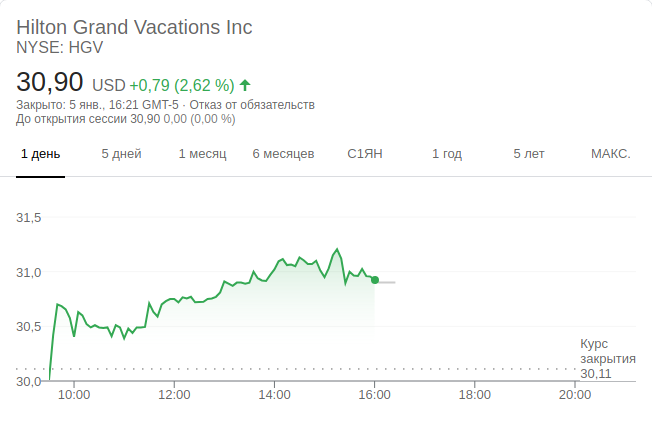 Hilton Grand Vacations Inc
NYSE: HGV
30,90 USD +0,79 (2,62 %)
Закрыто: 5 янв., 16:21 GMT-5 · Отказ от обязательств
До открытия сессии 30,90 0,00 (0,00 %)
1 день 5 дней 1 месяц 6 месяцев С1ЯН 1 год 5 лет МАКС.
31,5
31,0
30,5
Курс
закрытия
30,11
30,0
10:00 12:00 14:00 16:00 18:00 20:00